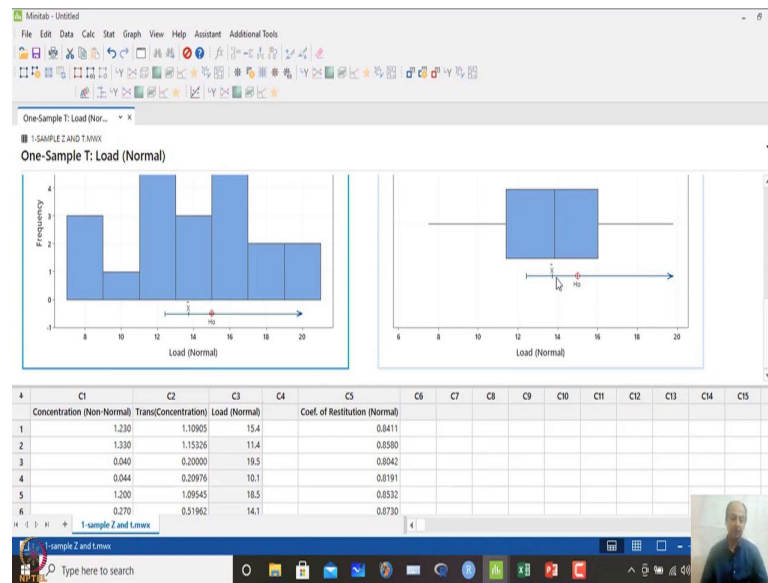 Minitab - Untitled
File Edit Data Calc Stat Graph View Help Assistant Additional Tools
One-Sample T: Load (Nor...
1-SAMPLE Z AND T.MWX
One-Sample T: Load (Normal)
Frequency
4
3
2
1
0
-1
X
Ho
8 10 12 14 16 18 20
Load (Normal)
X
Ho
6 8 10 12 14 16 18 20
Load (Normal)
C1 C2 C3 C4 C5 C6 C7 C8 C9 C10 C11 C12 C13 C14 C15
Concentration (Non-Normal) Trans(Concentration) Load (Normal) Coef. of Restitution (Normal)
1 1.230 1.10905 15.4 0.8411
2 1.330 1.15326 11.4 0.8580
3 0.040 0.20000 19.5 0.8042
4 0.044 0.20976 10.1 0.8191
5 1.200 1.09545 18.5 0.8532
6 0.270 0.51962 14.1 0.8730
1-sample Z and t.mwx
1-sample Z and t.mwx
Type here to search
NPTEL